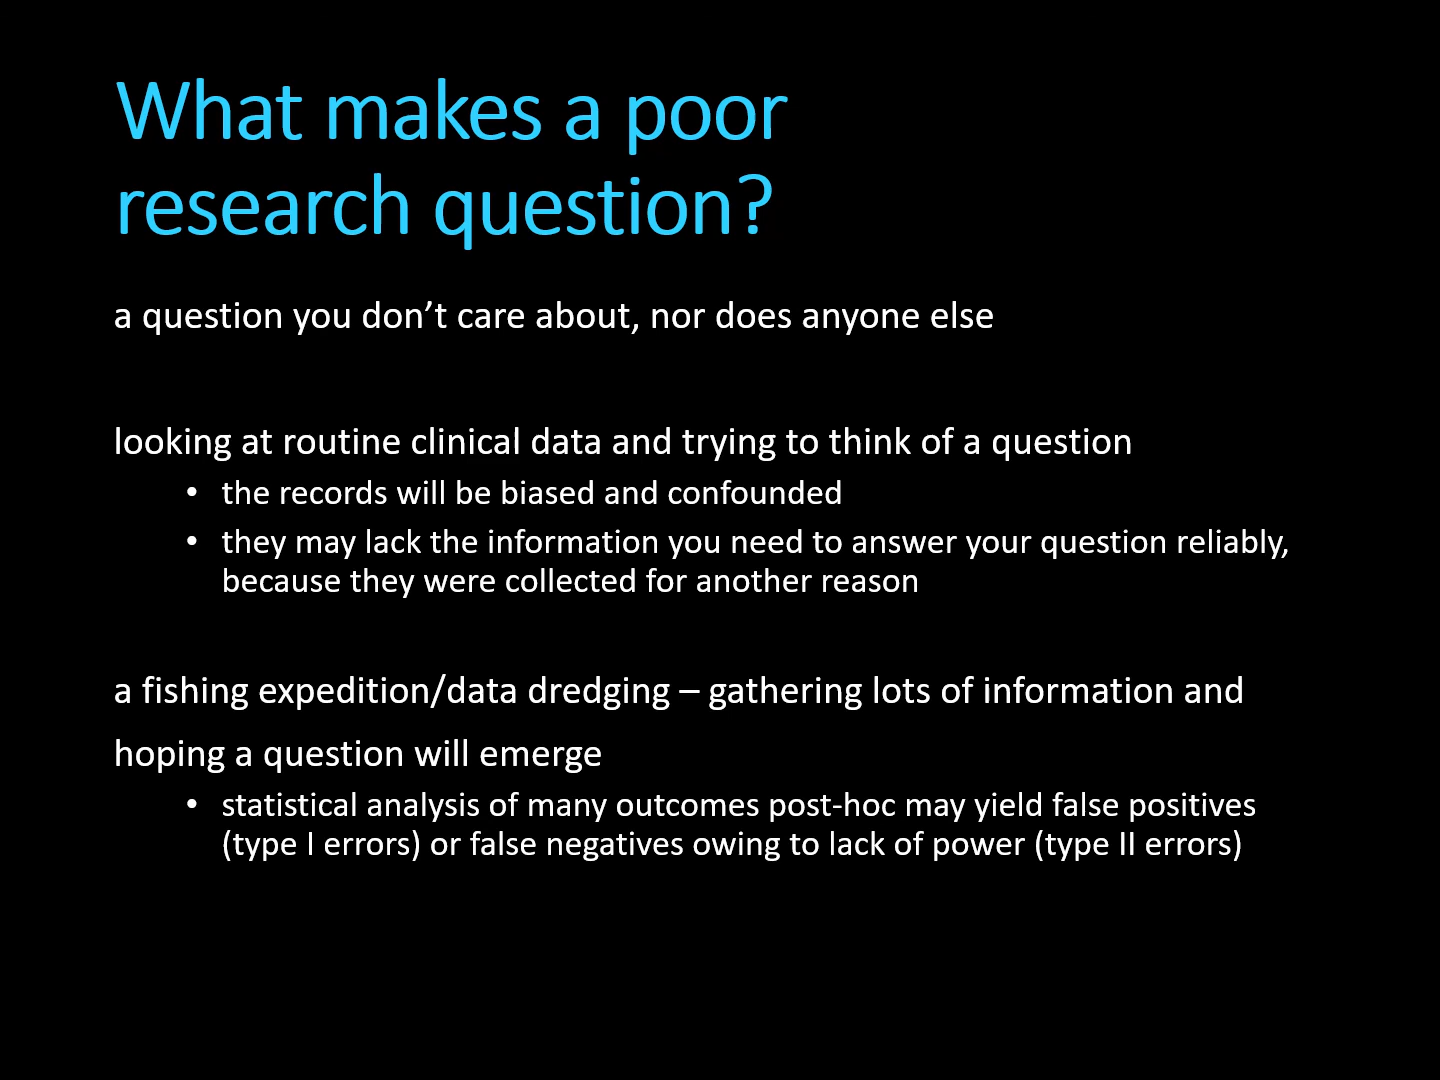 What makes a poor
research question?
a question you don’t care about, nor does anyone else
looking at routine clinical data and trying to think of a question
• the records will be biased and confounded
• they may lack the information you need to answer your question reliably,
because they were collected for another reason
a fishing expedition/data dredging – gathering lots of information and
hoping a question will emerge
• statistical analysis of many outcomes post-hoc may yield false positives
(type I errors) or false negatives owing to lack of power (type II errors)